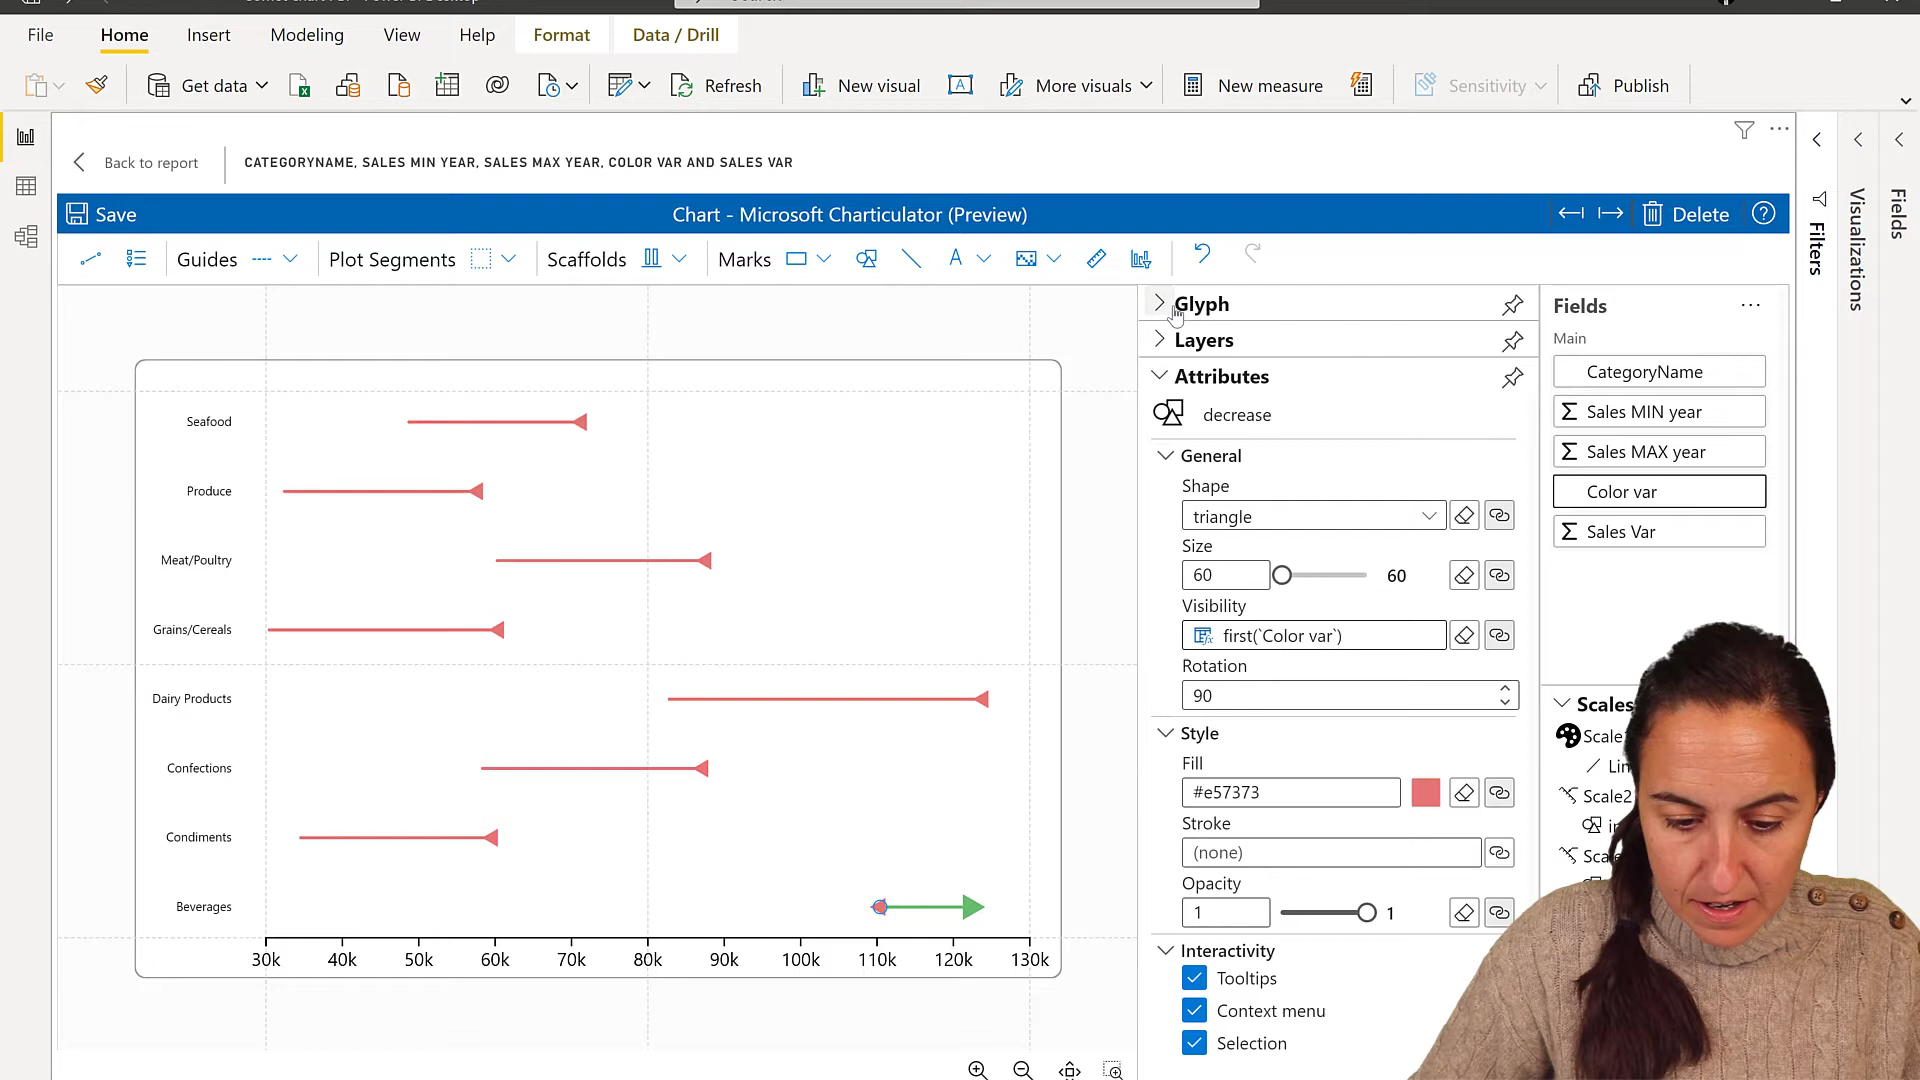 File Home Insert Modeling View Help Format Data / Drill
Get data Refresh New visual More visuals New measure Sensitivity Publish
Back to report CATEGORYNAME, SALES MIN YEAR, SALES MAX YEAR, COLOR VAR AND SALES VAR
Save Chart - Microsoft Charticulator (Preview) Delete
Guides Plot Segments Scaffolds Marks
Seafood
Produce
Meat/Poultry
Grains/Cereals
Dairy Products
Confections
Condiments
Beverages
30k 40k 50k 60k 70k 80k 90k 100k 110k 120k 130k
Glyph
Layers
Attributes
decrease
General
Shape
triangle
Size
60 60
Visibility
first(`Color var`)
Rotation
90
Style
Fill
#e57373
Stroke
(none)
Opacity
1 1
Interactivity
Tooltips
Context menu
Selection
Fields
Main
CategoryName
Sales MIN year
Sales MAX year
Color var
Sales Var
Scales
Scale2
Filters
Visualizations
Fields